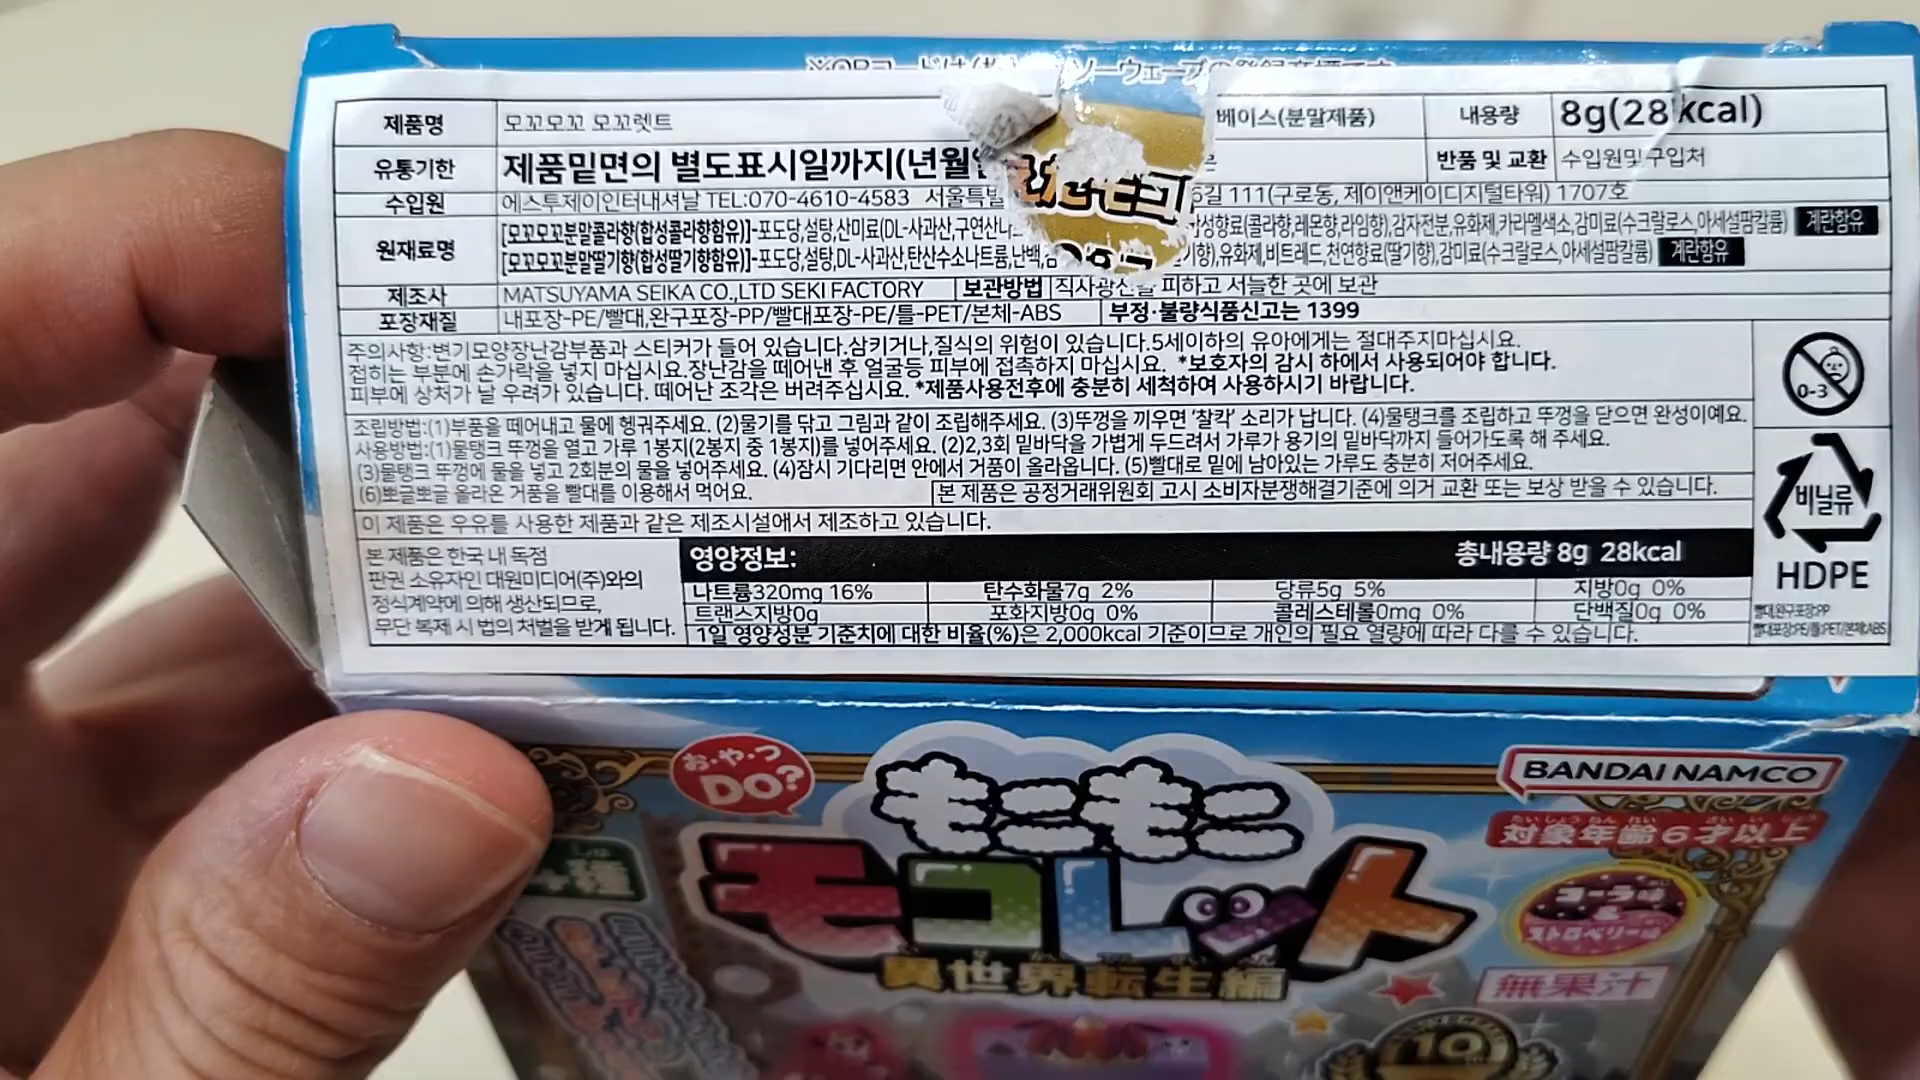 제품명 모꼬모꼬 모꼬렛트 베이스(분말제품) 내용량 8g(28kcal)
유통기한 제품밑면의 별도표시일까지(년월 반품 및 교환 수입원및구입처
수입원 에스투제이인터내셔날 TEL:070-4610-4583 서울특별 길 111(구로동, 제이앤케이디지털타워) 1707호
원재료명
[모꼬모꼬분말콜라향(합성콜라향함유)]-포도당,설탕,산미료(DL-사과산,구연산나 합성향료(콜라향,레몬향,라임향),감자전분,유화제,카라멜색소,감미료(수크랄로스,아세설팜칼륨) 계란함유
[모꼬모꼬분말딸기향(합성딸기향함유)]-포도당,설탕,DL-사과산,탄산수소나트륨,난백, 기향),유화제,비트레드,천연향료(딸기향),감미료(수크랄로스,아세설팜칼륨) 계란함유
제조사 MATSUYAMA SEIKA CO.,LTD SEKI FACTORY 보관방법 직사광선을 피하고 서늘한 곳에 보관
포장재질 내포장-PE/빨대,완구포장-PP/빨대포장-PE/틀-PET/본체-ABS 부정·불량식품신고는 1399
주의사항:변기모양장난감부품과 스티커가 들어 있습니다.삼키거나,질식의 위험이 있습니다.5세이하의 유아에게는 절대주지마십시요.
접히는 부분에 손가락을 넣지 마십시요.장난감을 떼어낸 후 얼굴등 피부에 접촉하지 마십시요. *보호자의 감시 하에서 사용되어야 합니다.
피부에 상처가 날 우려가 있습니다. 떼어난 조각은 버려주십시요. *제품사용전후에 충분히 세척하여 사용하시기 바랍니다.
0-3
조립방법:(1)부품을 떼어내고 물에 헹궈주세요. (2)물기를 닦고 그림과 같이 조립해주세요. (3)뚜껑을 끼우면 '찰칵' 소리가 납니다. (4)물탱크를 조립하고 뚜껑을 닫으면 완성이예요.
사용방법:(1)물탱크 뚜껑을 열고 가루 1봉지(2봉지 중 1봉지)를 넣어주세요. (2)2,3회 밑바닥을 가볍게 두드려서 가루가 용기의 밑바닥까지 들어가도록 해 주세요.
(3)물탱크 뚜껑에 물을 넣고 2회분의 물을 넣어주세요. (4)잠시 기다리면 안에서 거품이 올라옵니다. (5)빨대로 밑에 남아있는 가루도 충분히 저어주세요.
(6)뽀글뽀글 올라온 거품을 빨대를 이용해서 먹어요. 본 제품은 공정거래위원회 고시 소비자분쟁해결기준에 의거 교환 또는 보상 받을 수 있습니다.
이 제품은 우유를 사용한 제품과 같은 제조시설에서 제조하고 있습니다.
비닐류
HDPE
빨대,완구포장:PP
빨대포장:PE/틀:PET/본체:ABS
본 제품은 한국 내 독점
판권 소유자인 대원미디어(주)와의
정식계약에 의해 생산되므로,
무단 복제 시 법의 처벌을 받게 됩니다.
영양정보: 총내용량 8g 28kcal
나트륨320mg 16% 탄수화물7g 2% 당류5g 5% 지방0g 0%
트랜스지방0g 포화지방0g 0% 콜레스테롤0mg 0% 단백질0g 0%
1일 영양성분 기준치에 대한 비율(%)은 2,000kcal 기준이므로 개인의 필요 열량에 따라 다를 수 있습니다.
お・や・つ
DO?
もこもこ
モコレット
異世界転生編
BANDAI NAMCO
対象年齢6才以上
コーラ味
&
ストロベリー味
無果汁
10